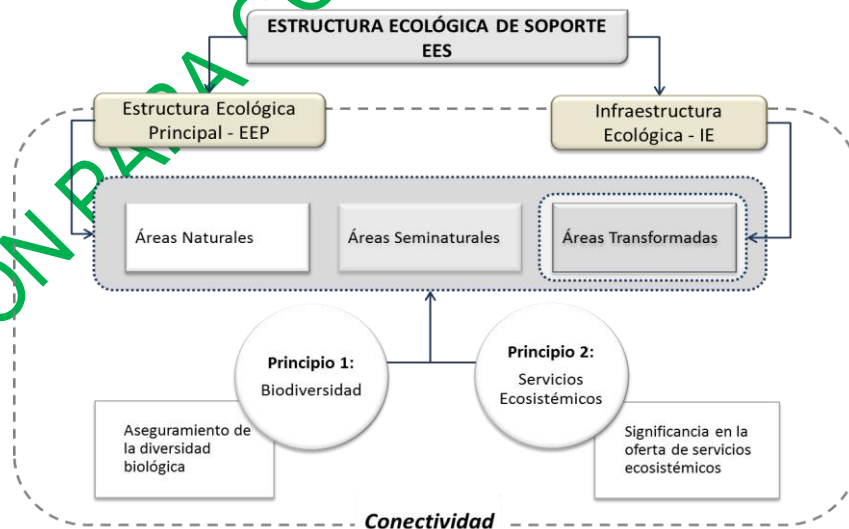 ESTRUCTURA ECOLÓGICA DE SOPORTE
EES
Estructura Ecológica
Principal - EEP
Infraestructura
Ecológica - IE
Áreas Naturales
Áreas Seminaturales
Áreas Transformadas
Principio 1:
Biodiversidad
Principio 2:
Servicios
Ecosistémicos
Aseguramiento de
la diversidad
biológica
Significancia en la
oferta de servicios
ecosistémicos
Conectividad
PARA